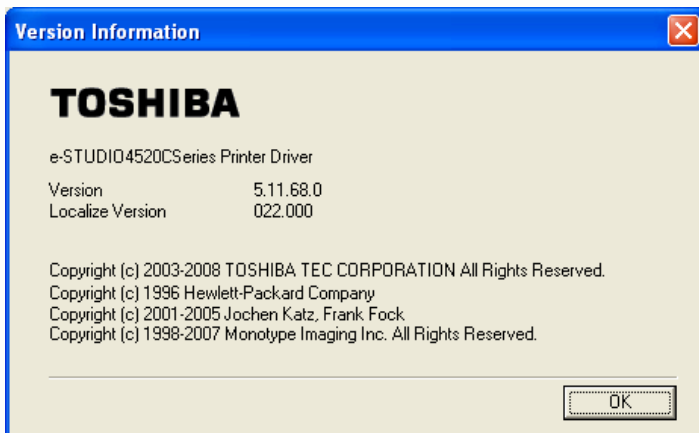 Version Information
TOSHIBA
e-STUDIO4520CSeries Printer Driver
Version 5.11.68.0
Localize Version 022.000
Copyright (c) 2003-2008 TOSHIBA TEC CORPORATION All Rights Reserved.
Copyright (c) 1996 Hewlett-Packard Company
Copyright (c) 2001-2005 Jochen Katz, Frank Fock
Copyright (c) 1998-2007 Monotype Imaging Inc. All Rights Reserved.
OK